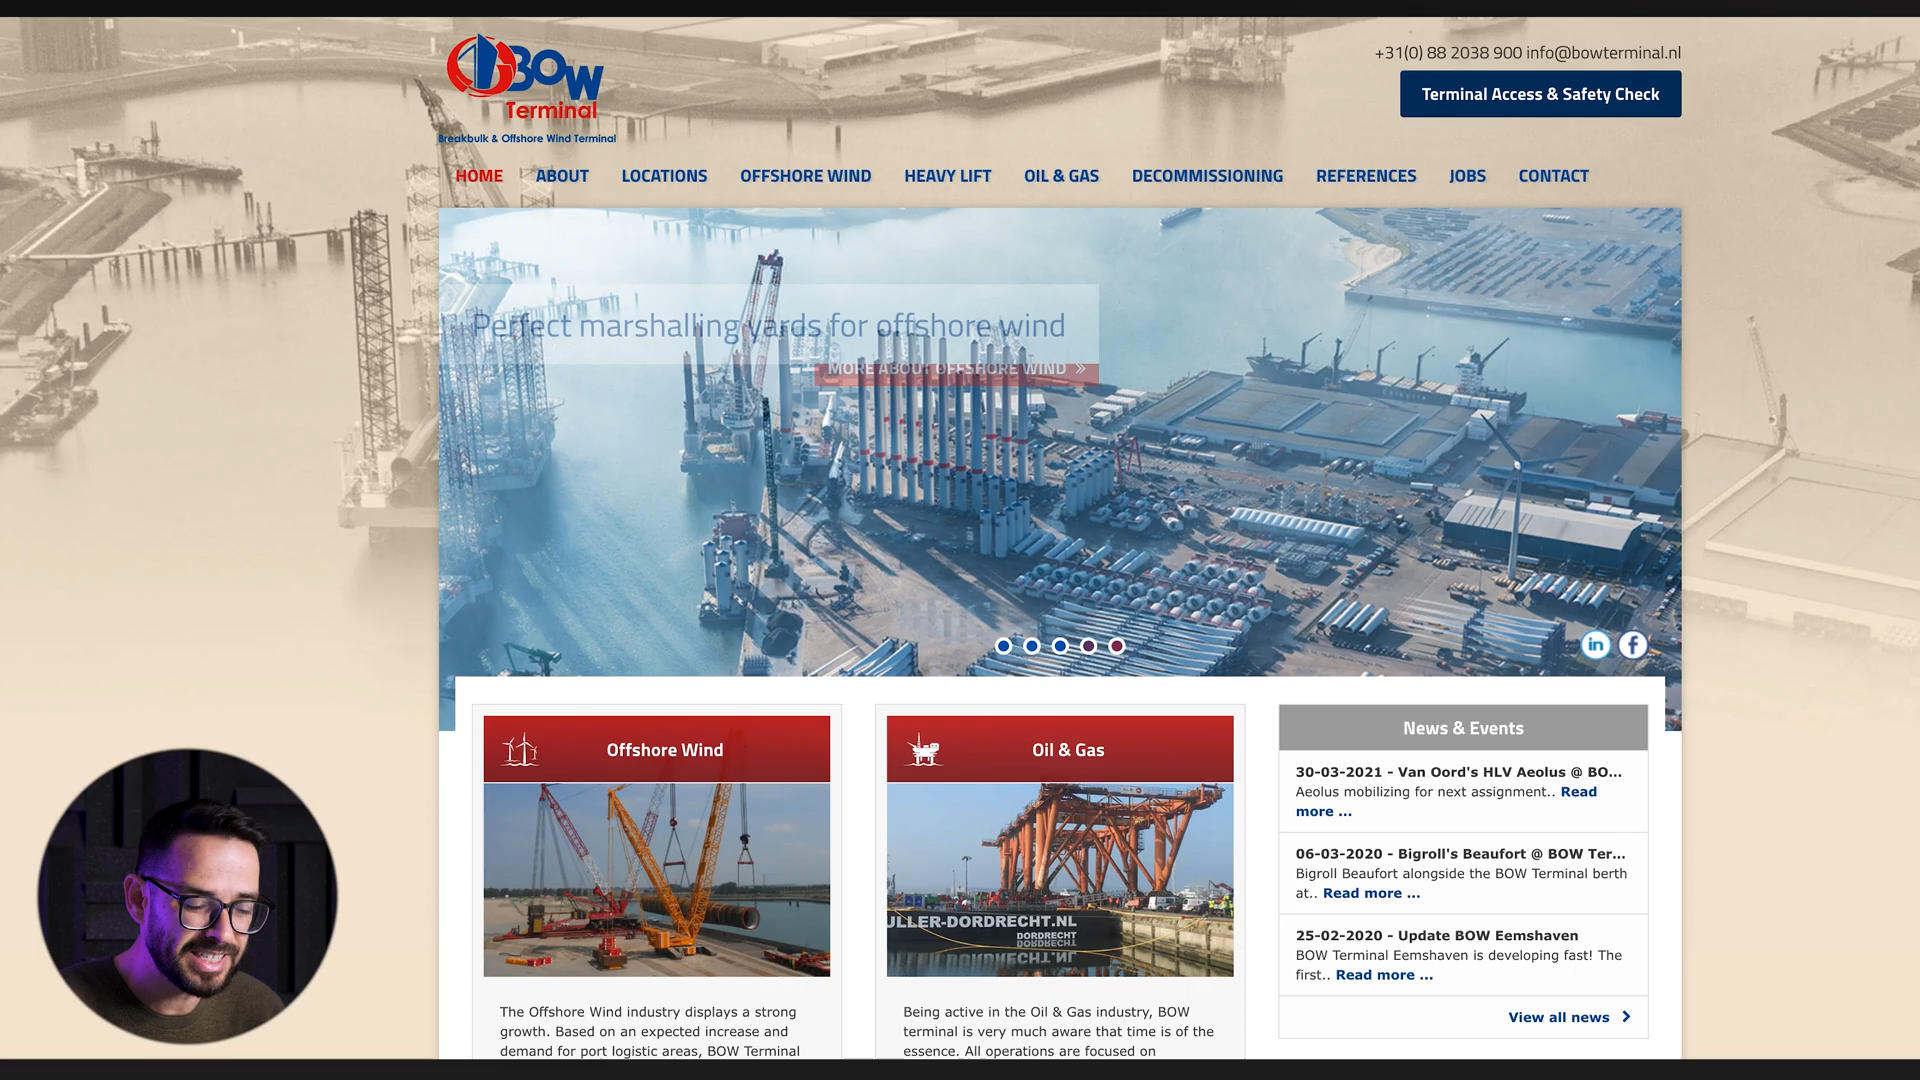 BOW
Terminal
Breakbulk & Offshore Wind Terminal
+31(0) 88 2038 900 info@bowterminal.nl
Terminal Access & Safety Check
HOME ABOUT LOCATIONS OFFSHORE WIND HEAVY LIFT OIL & GAS DECOMMISSIONING REFERENCES JOBS CONTACT
Perfect marshalling yards for offshore wind
MORE ABOUT OFFSHORE WIND »
in f
Offshore Wind
The Offshore Wind industry displays a strong
growth. Based on an expected increase and
demand for port logistic areas, BOW Terminal
Oil & Gas
ULLER-DORDRECHT.NL
DORDRECHT
Being active in the Oil & Gas industry, BOW
terminal is very much aware that time is of the
essence. All operations are focused on
News & Events
30-03-2021 - Van Oord's HLV Aeolus @ BO...
Aeolus mobilizing for next assignment.. Read
more ...
06-03-2020 - Bigroll's Beaufort @ BOW Ter...
Bigroll Beaufort alongside the BOW Terminal berth
at.. Read more ...
25-02-2020 - Update BOW Eemshaven
BOW Terminal Eemshaven is developing fast! The
first.. Read more ...
View all news